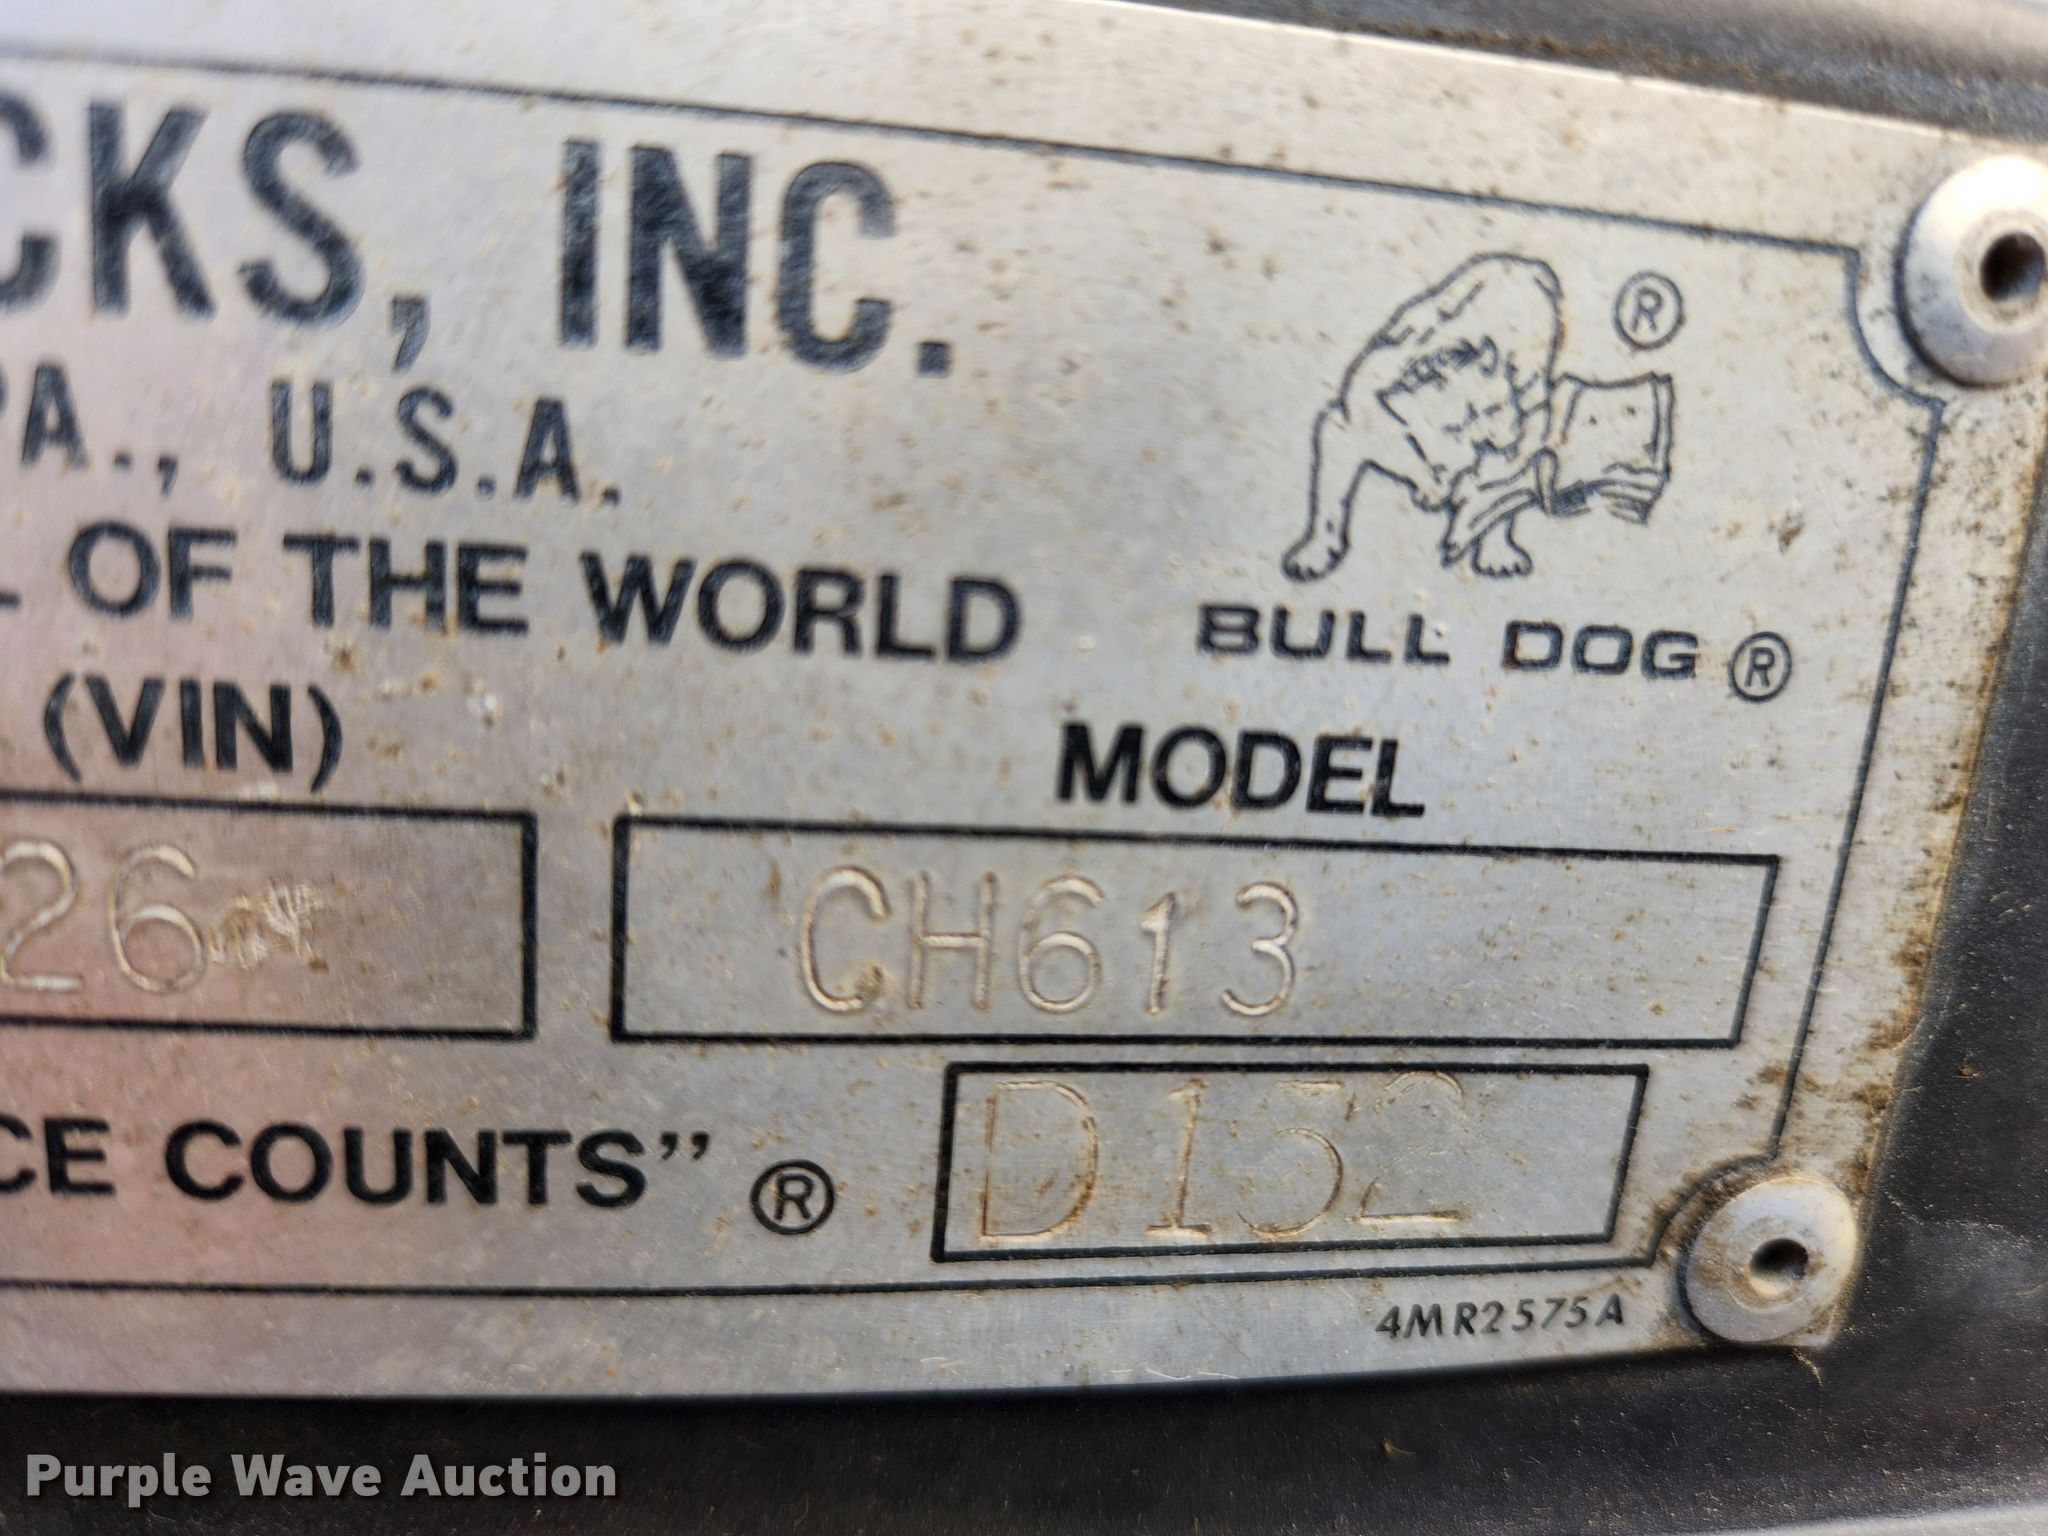 CKS, INC.
PA., U.S.A.
L OF THE WORLD
®
BULL DOG ®
(VIN)
MODEL
26
CH613
CE COUNTS" ®
D132
4MR2575A
Purple Wave Auction